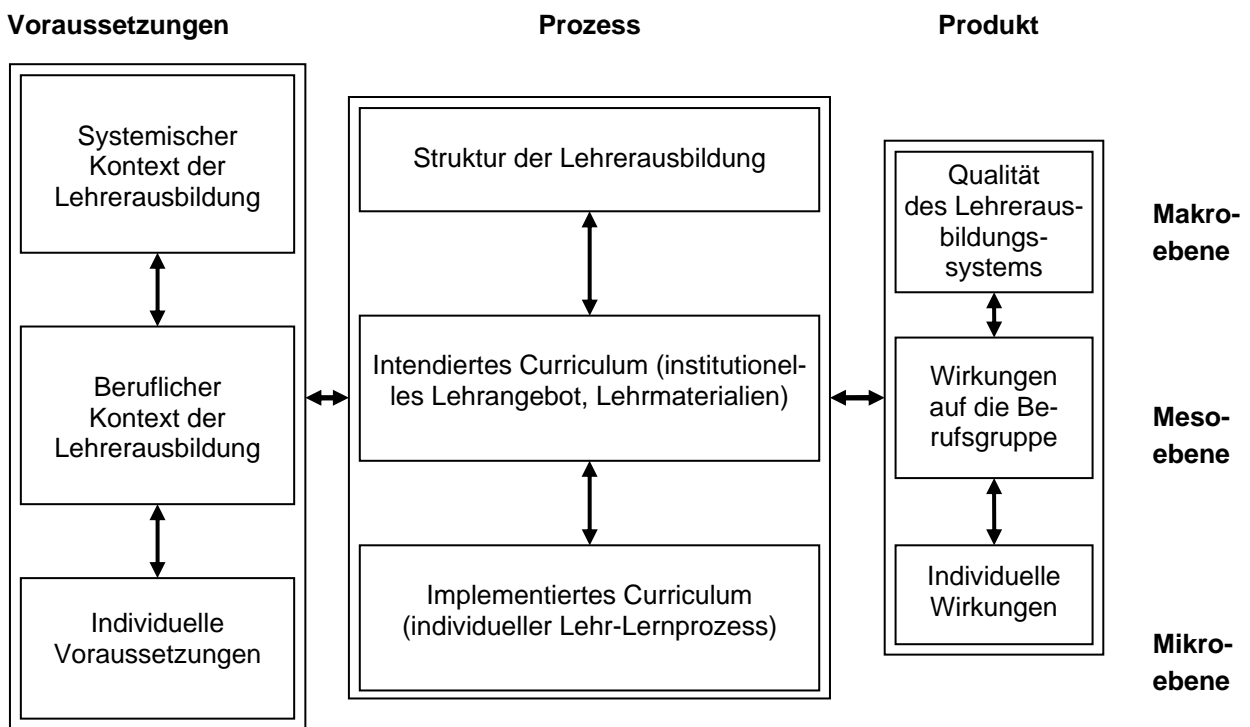 Voraussetzungen
Prozess
Produkt
Systemischer
Kontext der
Lehrerausbildung
Beruflicher
Kontext der
Lehrerausbildung
Individuelle
Voraussetzungen
Struktur der Lehrerausbildung
Intendiertes Curriculum (institutionel-
les Lehrangebot, Lehrmaterialien)
Implementiertes Curriculum
(individueller Lehr-Lernprozess)
Qualität
des Lehreraus-
bildungs-
systems
Wirkungen
auf die Be-
rufsgruppe
Individuelle
Wirkungen
Makro-
ebene
Meso-
ebene
Mikro-
ebene